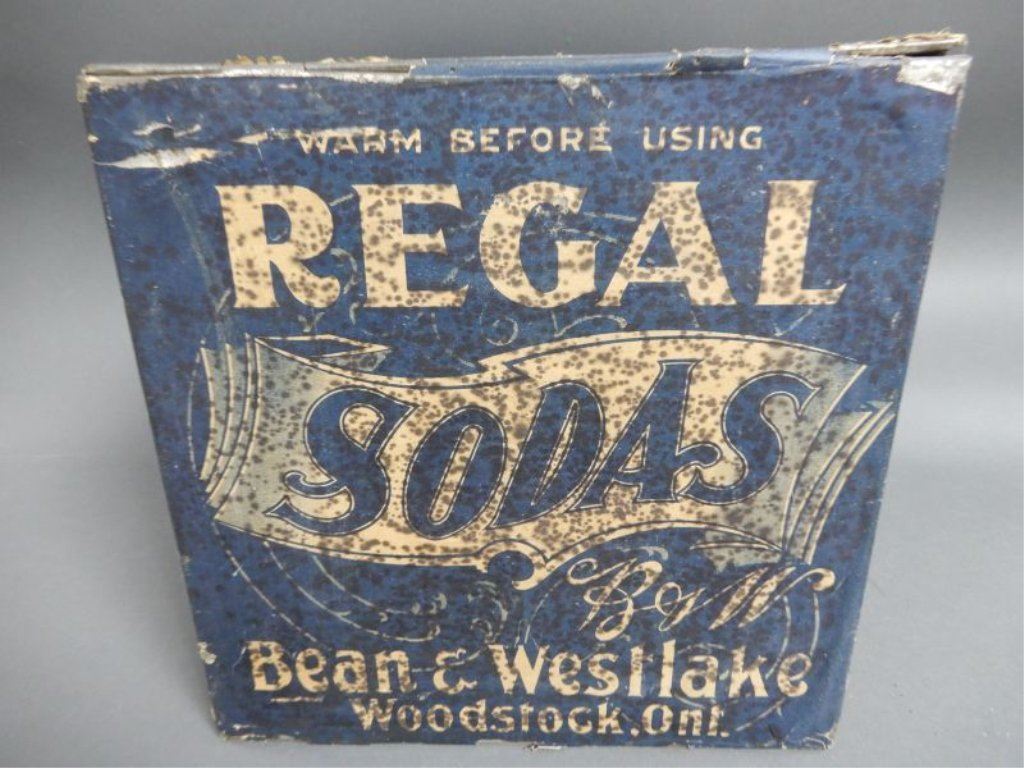 WARM BEFORE USING
REGAL
SODAS
B & W
Bean & Westlake
Woodstock, Ont.